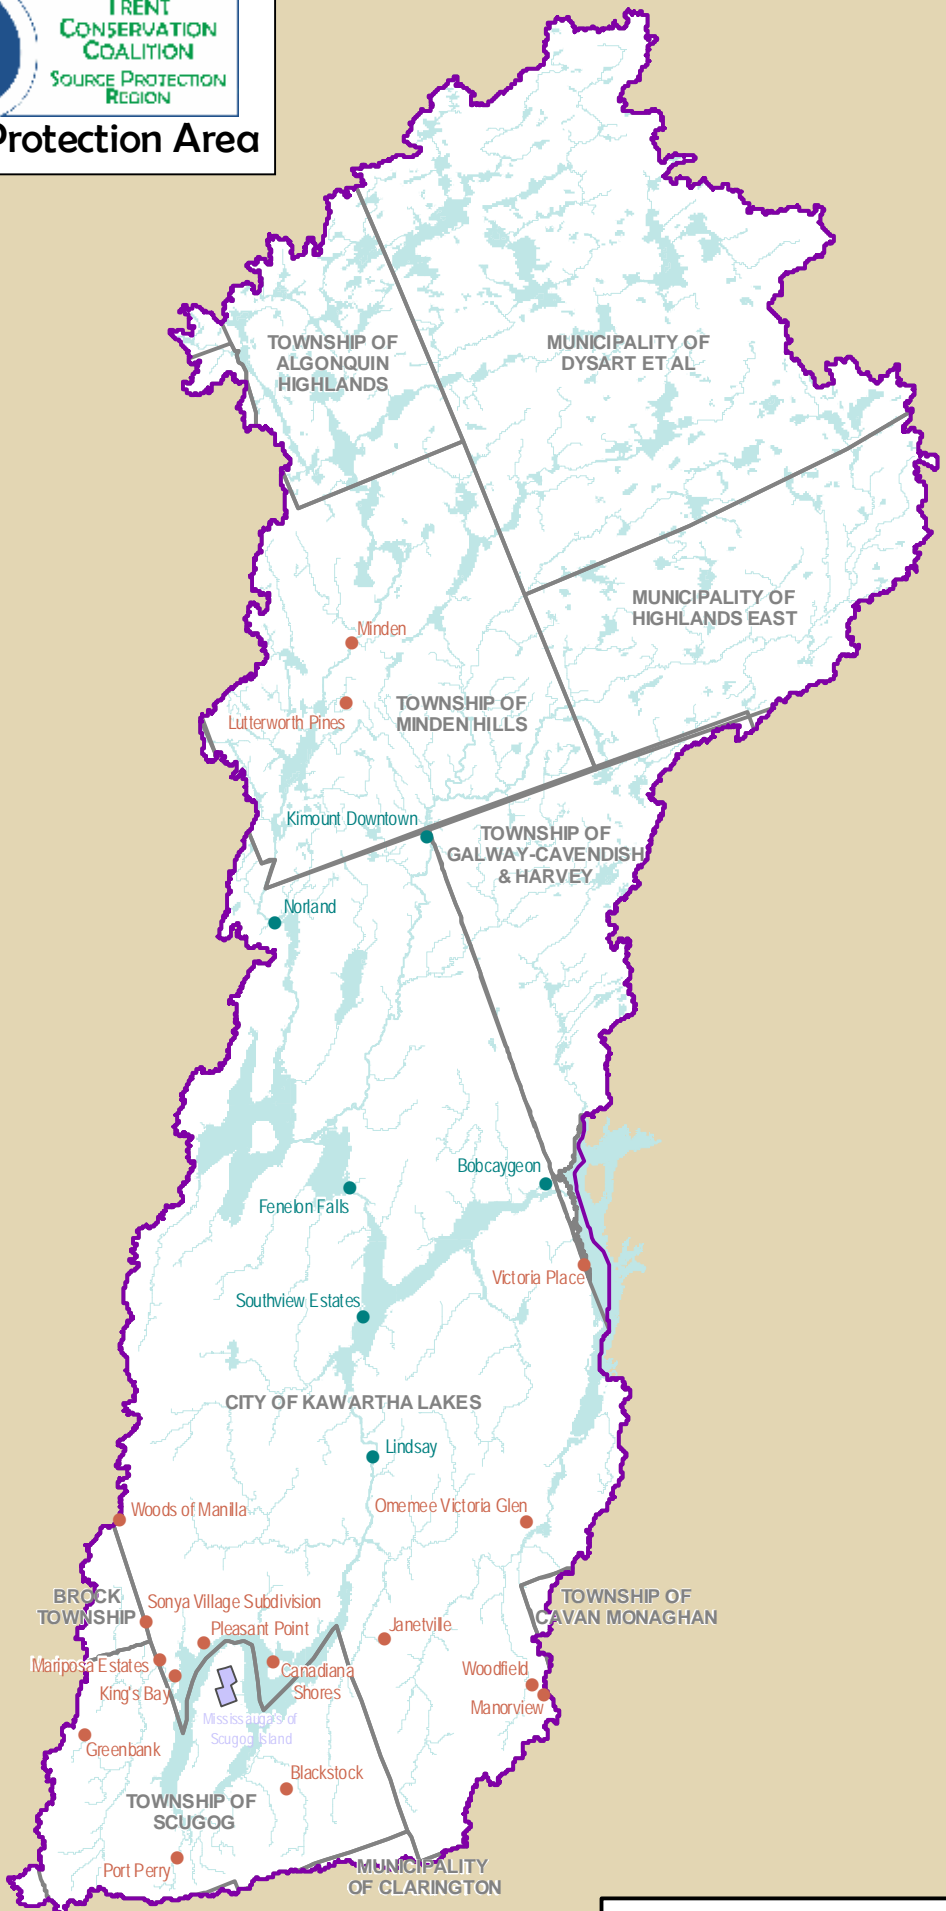 TRENT
CONSERVATION
COALITION
SOURCE PROTECTION
REGION
Protection Area
TOWNSHIP OF
ALGONQUIN
HIGHLANDS
MUNICIPALITY OF
DYSART ET AL
MUNICIPALITY OF
HIGHLANDS EAST
Minden
TOWNSHIP OF
MINDEN HILLS
Lutterworth Pines
Kimount Downtown
TOWNSHIP OF
GALWAY-CAVENDISH
& HARVEY
Norland
Bobcaygeon
Fenelon Falls
Victoria Place
Southview Estates
CITY OF KAWARTHA LAKES
Lindsay
Omemee Victoria Glen
Woods of Manilla
BROCK
TOWNSHIP
TOWNSHIP OF
CAVAN MONAGHAN
Sonya Village Subdivision
Pleasant Point
Janetville
Mariposa Estates
King's Bay
Canadiana
Shores
Woodfield
Manorview
Mississauga's of
Scugog Island
Greenbank
Blackstock
TOWNSHIP OF
SCUGOG
Port Perry
MUNICIPALITY
OF CLARINGTON